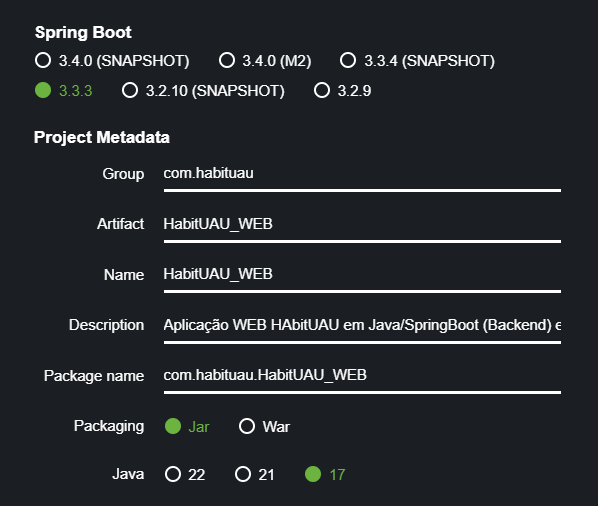 Spring Boot
3.4.0 (SNAPSHOT) 3.4.0 (M2) 3.3.4 (SNAPSHOT)
3.3.3 3.2.10 (SNAPSHOT) 3.2.9
Project Metadata
Group com.habituau
Artifact HabitUAU_WEB
Name HabitUAU_WEB
Description Aplicação WEB HAbitUAU em Java/SpringBoot (Backend) e
Package name com.habituau.HabitUAU_WEB
Packaging Jar War
Java 22 21 17